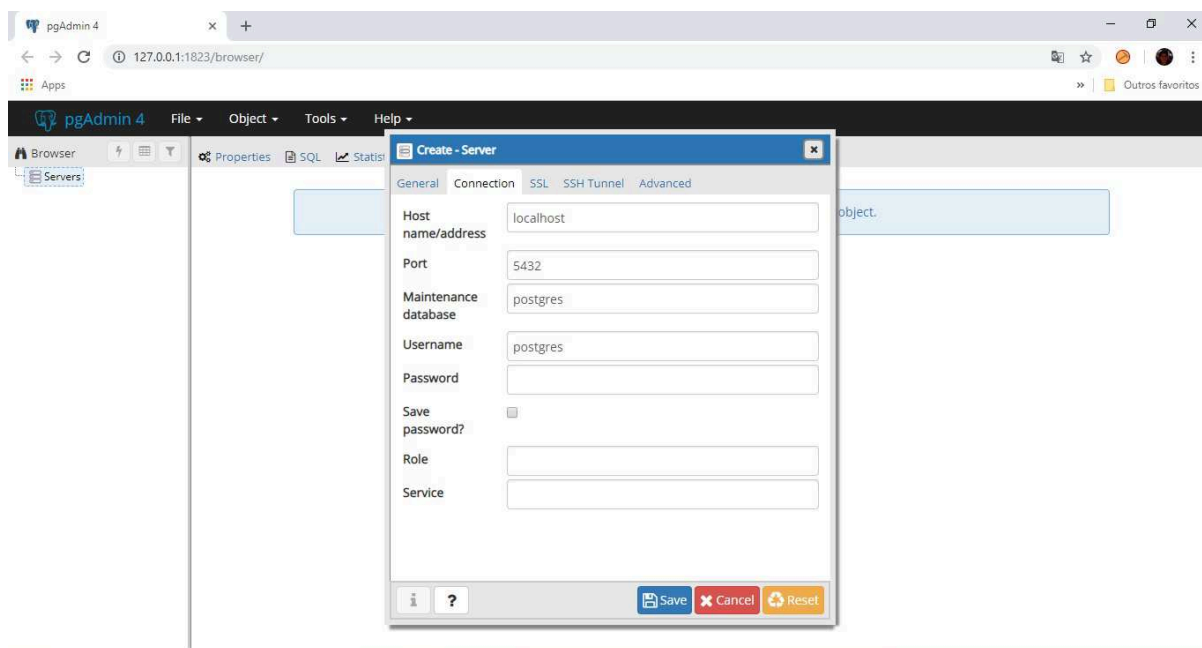 pgAdmin 4
127.0.0.1:1823/browser/
Apps
»
Outros favoritos
pgAdmin 4 File Object Tools Help
Browser
Properties SQL Statist
Servers
object.
Create - Server
General Connection SSL SSH Tunnel Advanced
Host
name/address
localhost
Port
5432
Maintenance
database
postgres
Username
postgres
Password
Save
password?
Role
Service
i ? Save Cancel Reset